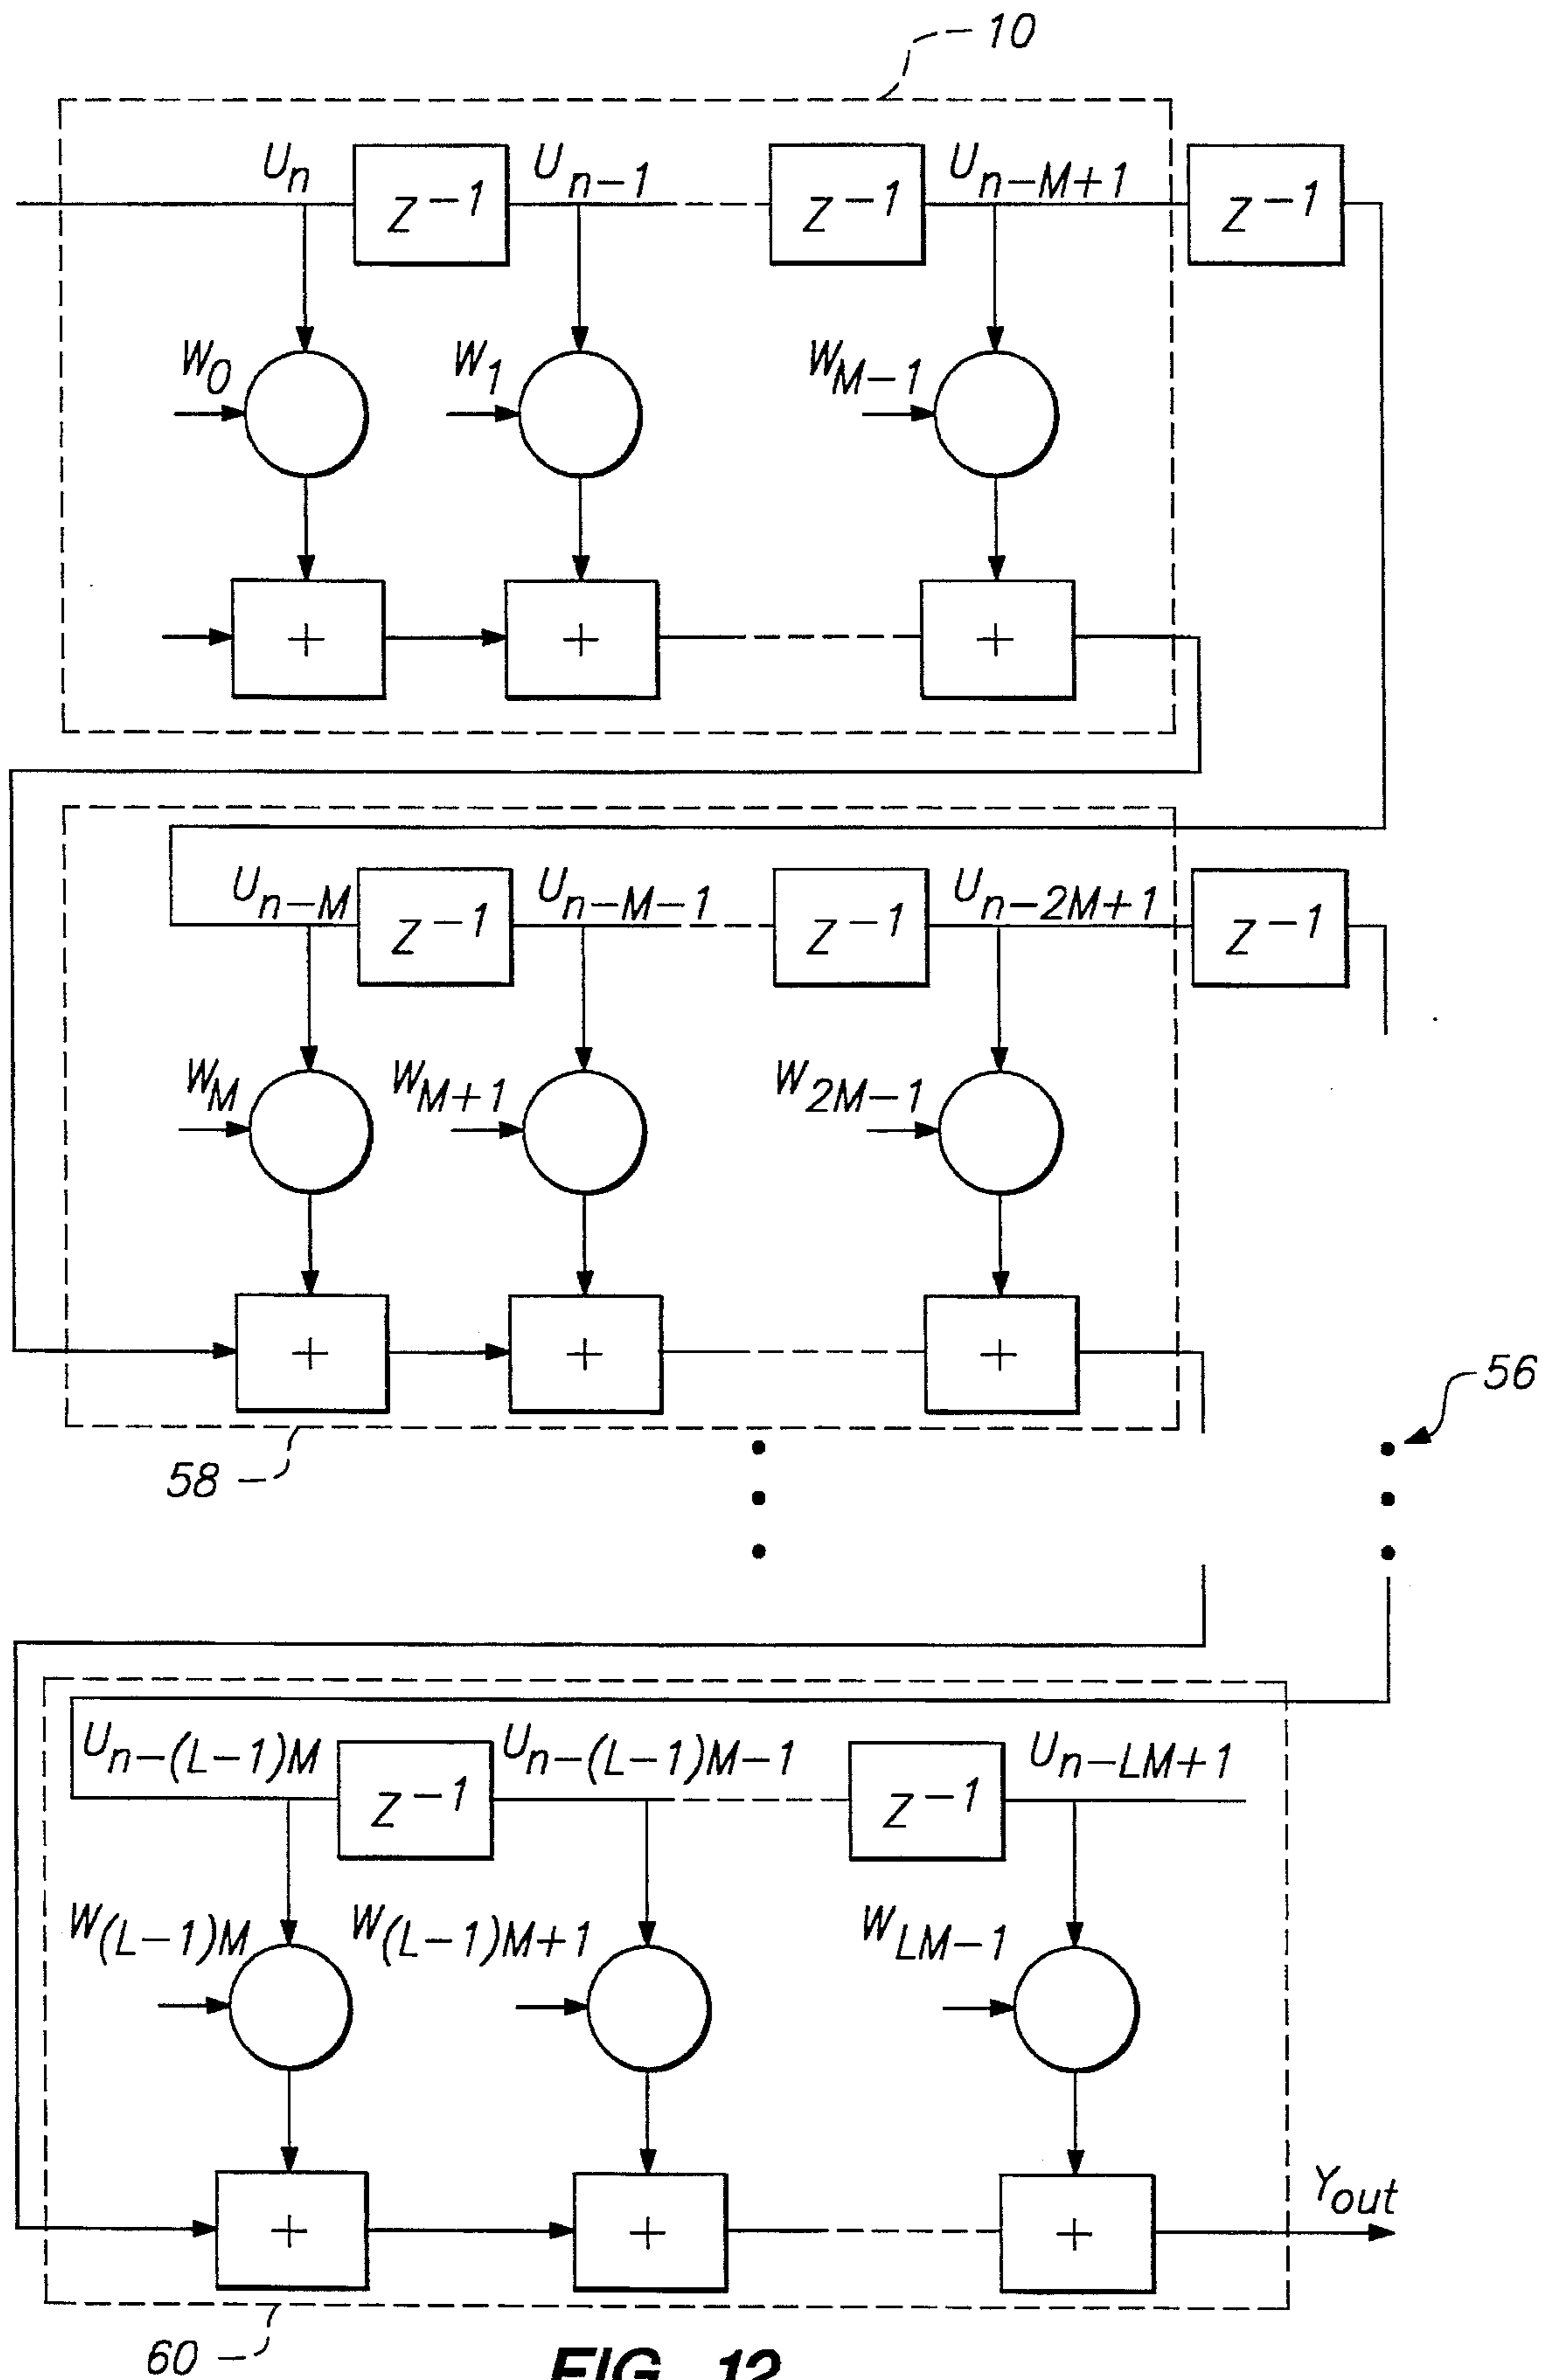 10
U_n z^-1 U_n-1 z^-1 U_n-M+1 z^-1
W_0 W_1 W_M-1
+ + +
U_n-M z^-1 U_n-M-1 z^-1 U_n-2M+1 z^-1
W_M W_M+1 W_2M-1
+ + +
56
58
U_n-(L-1)M z^-1 U_n-(L-1)M-1 z^-1 U_n-LM+1
W_(L-1)M W_(L-1)M+1 W_LM-1
+ + + Y_out
60
FIG. 12